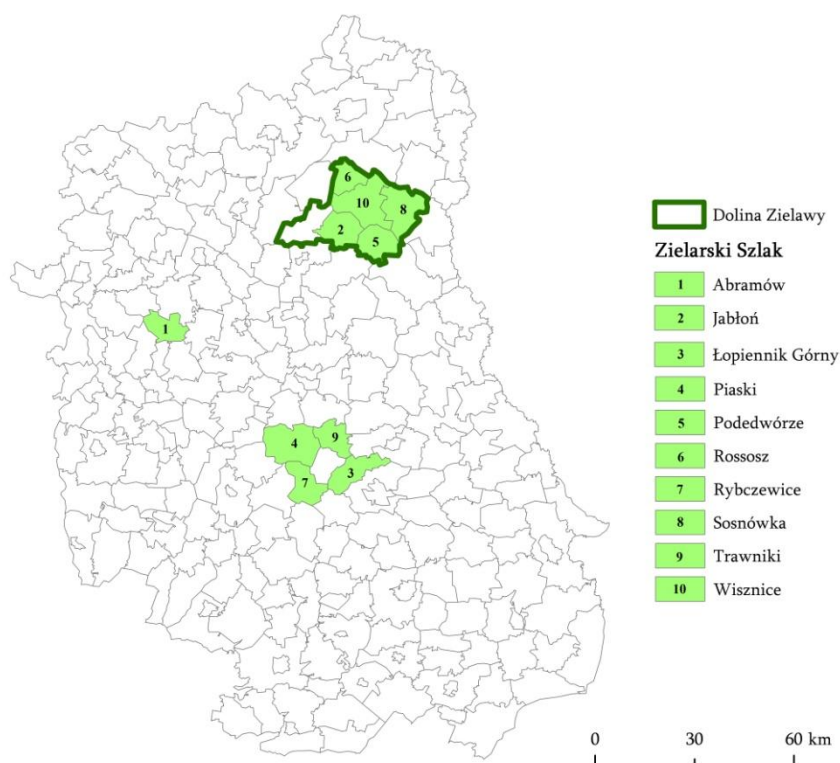 6
10
8
2
5
1
4
9
3
7
Dolina Zielawy
Zielarski Szlak
1 Abramów
2 Jabłoń
3 Łopiennik Górny
4 Piaski
5 Podedwórze
6 Rossosz
7 Rybczewice
8 Sosnówka
9 Trawniki
10 Wisznice
0 30 60 km